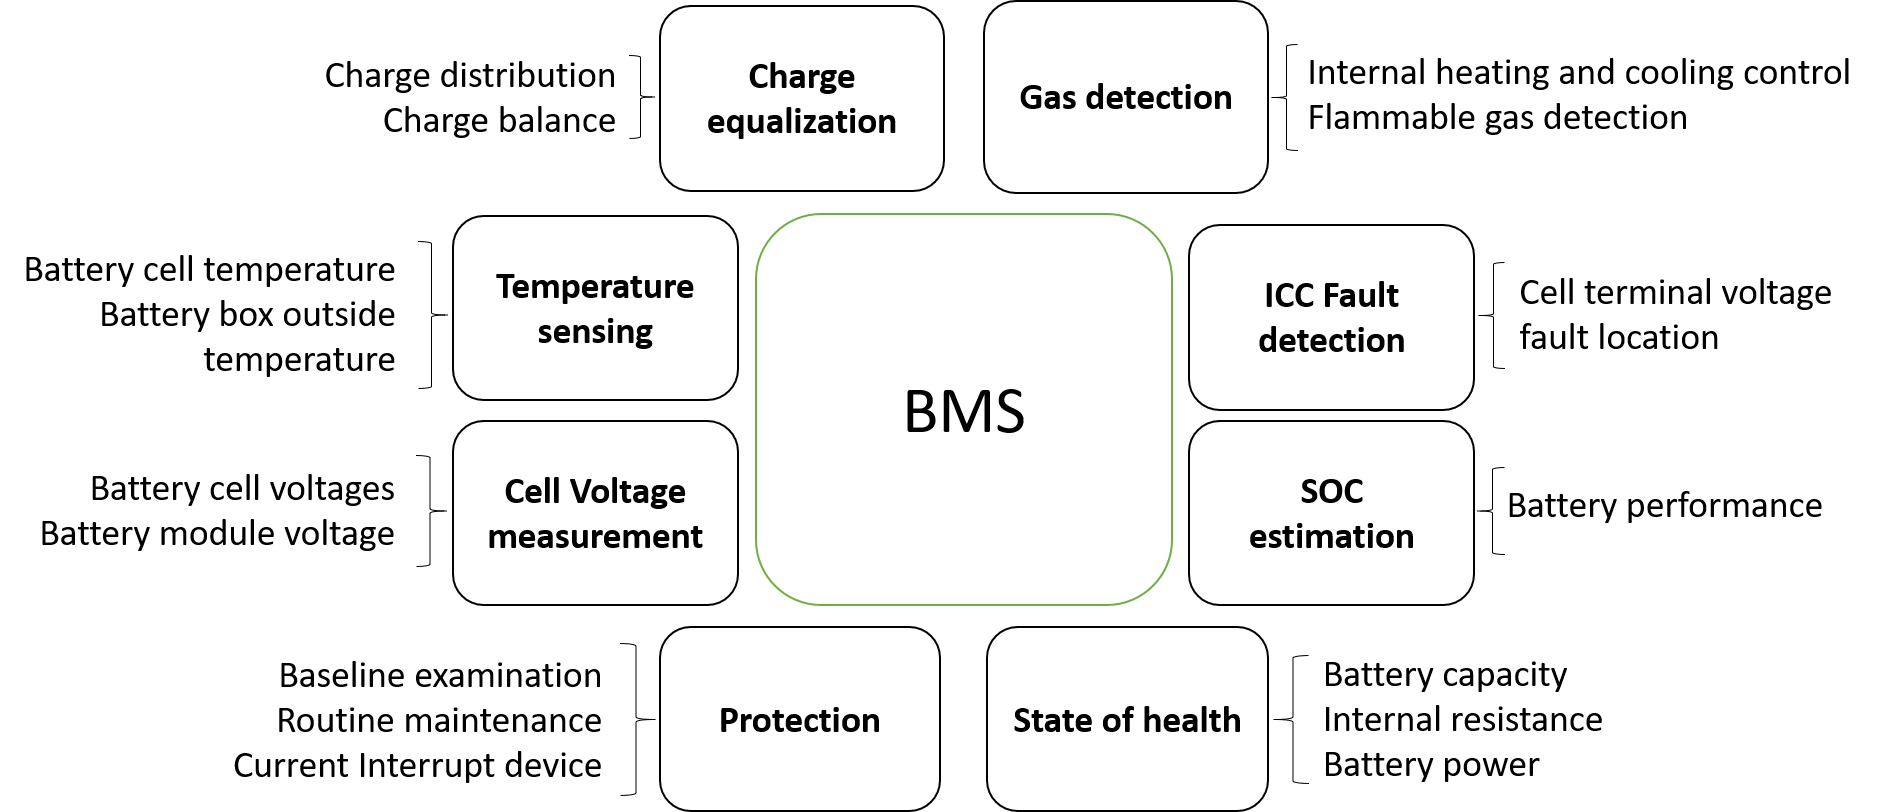 Charge distribution
Charge balance
Charge
equalization
Gas detection
Internal heating and cooling control
Flammable gas detection
Battery cell temperature
Battery box outside
temperature
Temperature
sensing
ICC Fault
detection
Cell terminal voltage
fault location
BMS
Battery cell voltages
Battery module voltage
Cell Voltage
measurement
SOC
estimation
Battery performance
Baseline examination
Routine maintenance
Current Interrupt device
Protection
State of health
Battery capacity
Internal resistance
Battery power